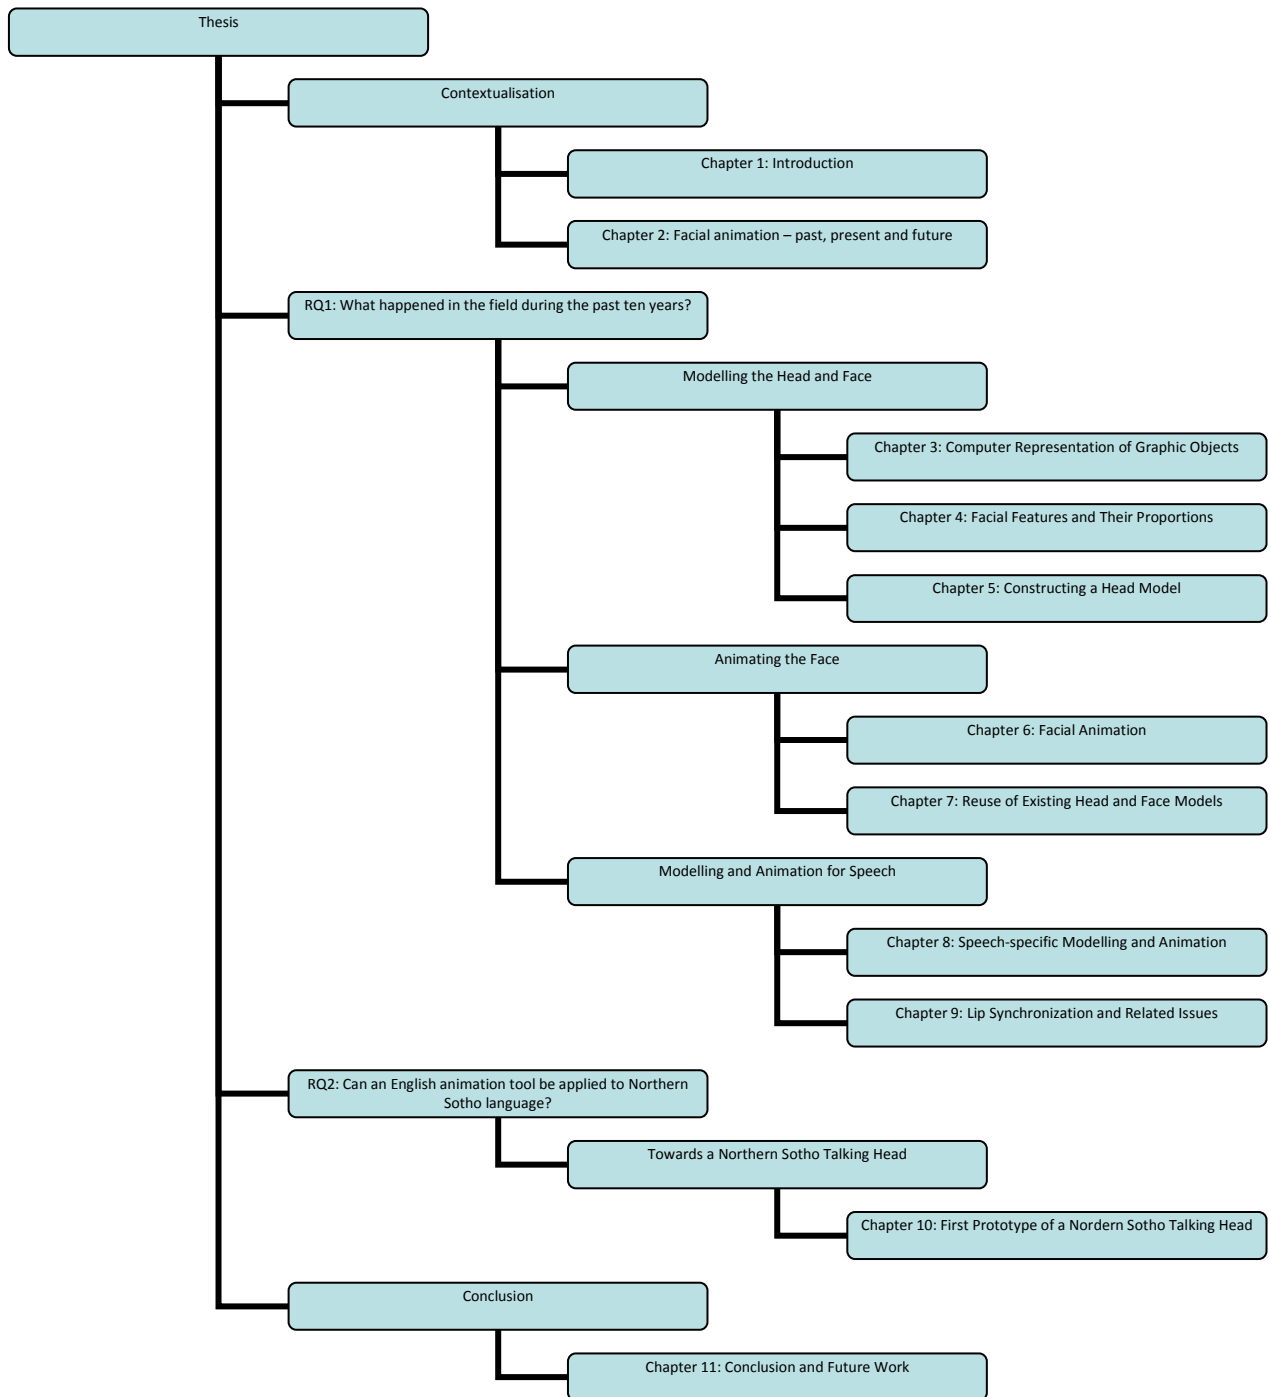 Thesis
Contextualisation
Chapter 1: Introduction
Chapter 2: Facial animation – past, present and future
RQ1: What happened in the field during the past ten years?
Modelling the Head and Face
Chapter 3: Computer Representation of Graphic Objects
Chapter 4: Facial Features and Their Proportions
Chapter 5: Constructing a Head Model
Animating the Face
Chapter 6: Facial Animation
Chapter 7: Reuse of Existing Head and Face Models
Modelling and Animation for Speech
Chapter 8: Speech-specific Modelling and Animation
Chapter 9: Lip Synchronization and Related Issues
RQ2: Can an English animation tool be applied to Northern
Sotho language?
Towards a Northern Sotho Talking Head
Chapter 10: First Prototype of a Nordern Sotho Talking Head
Conclusion
Chapter 11: Conclusion and Future Work